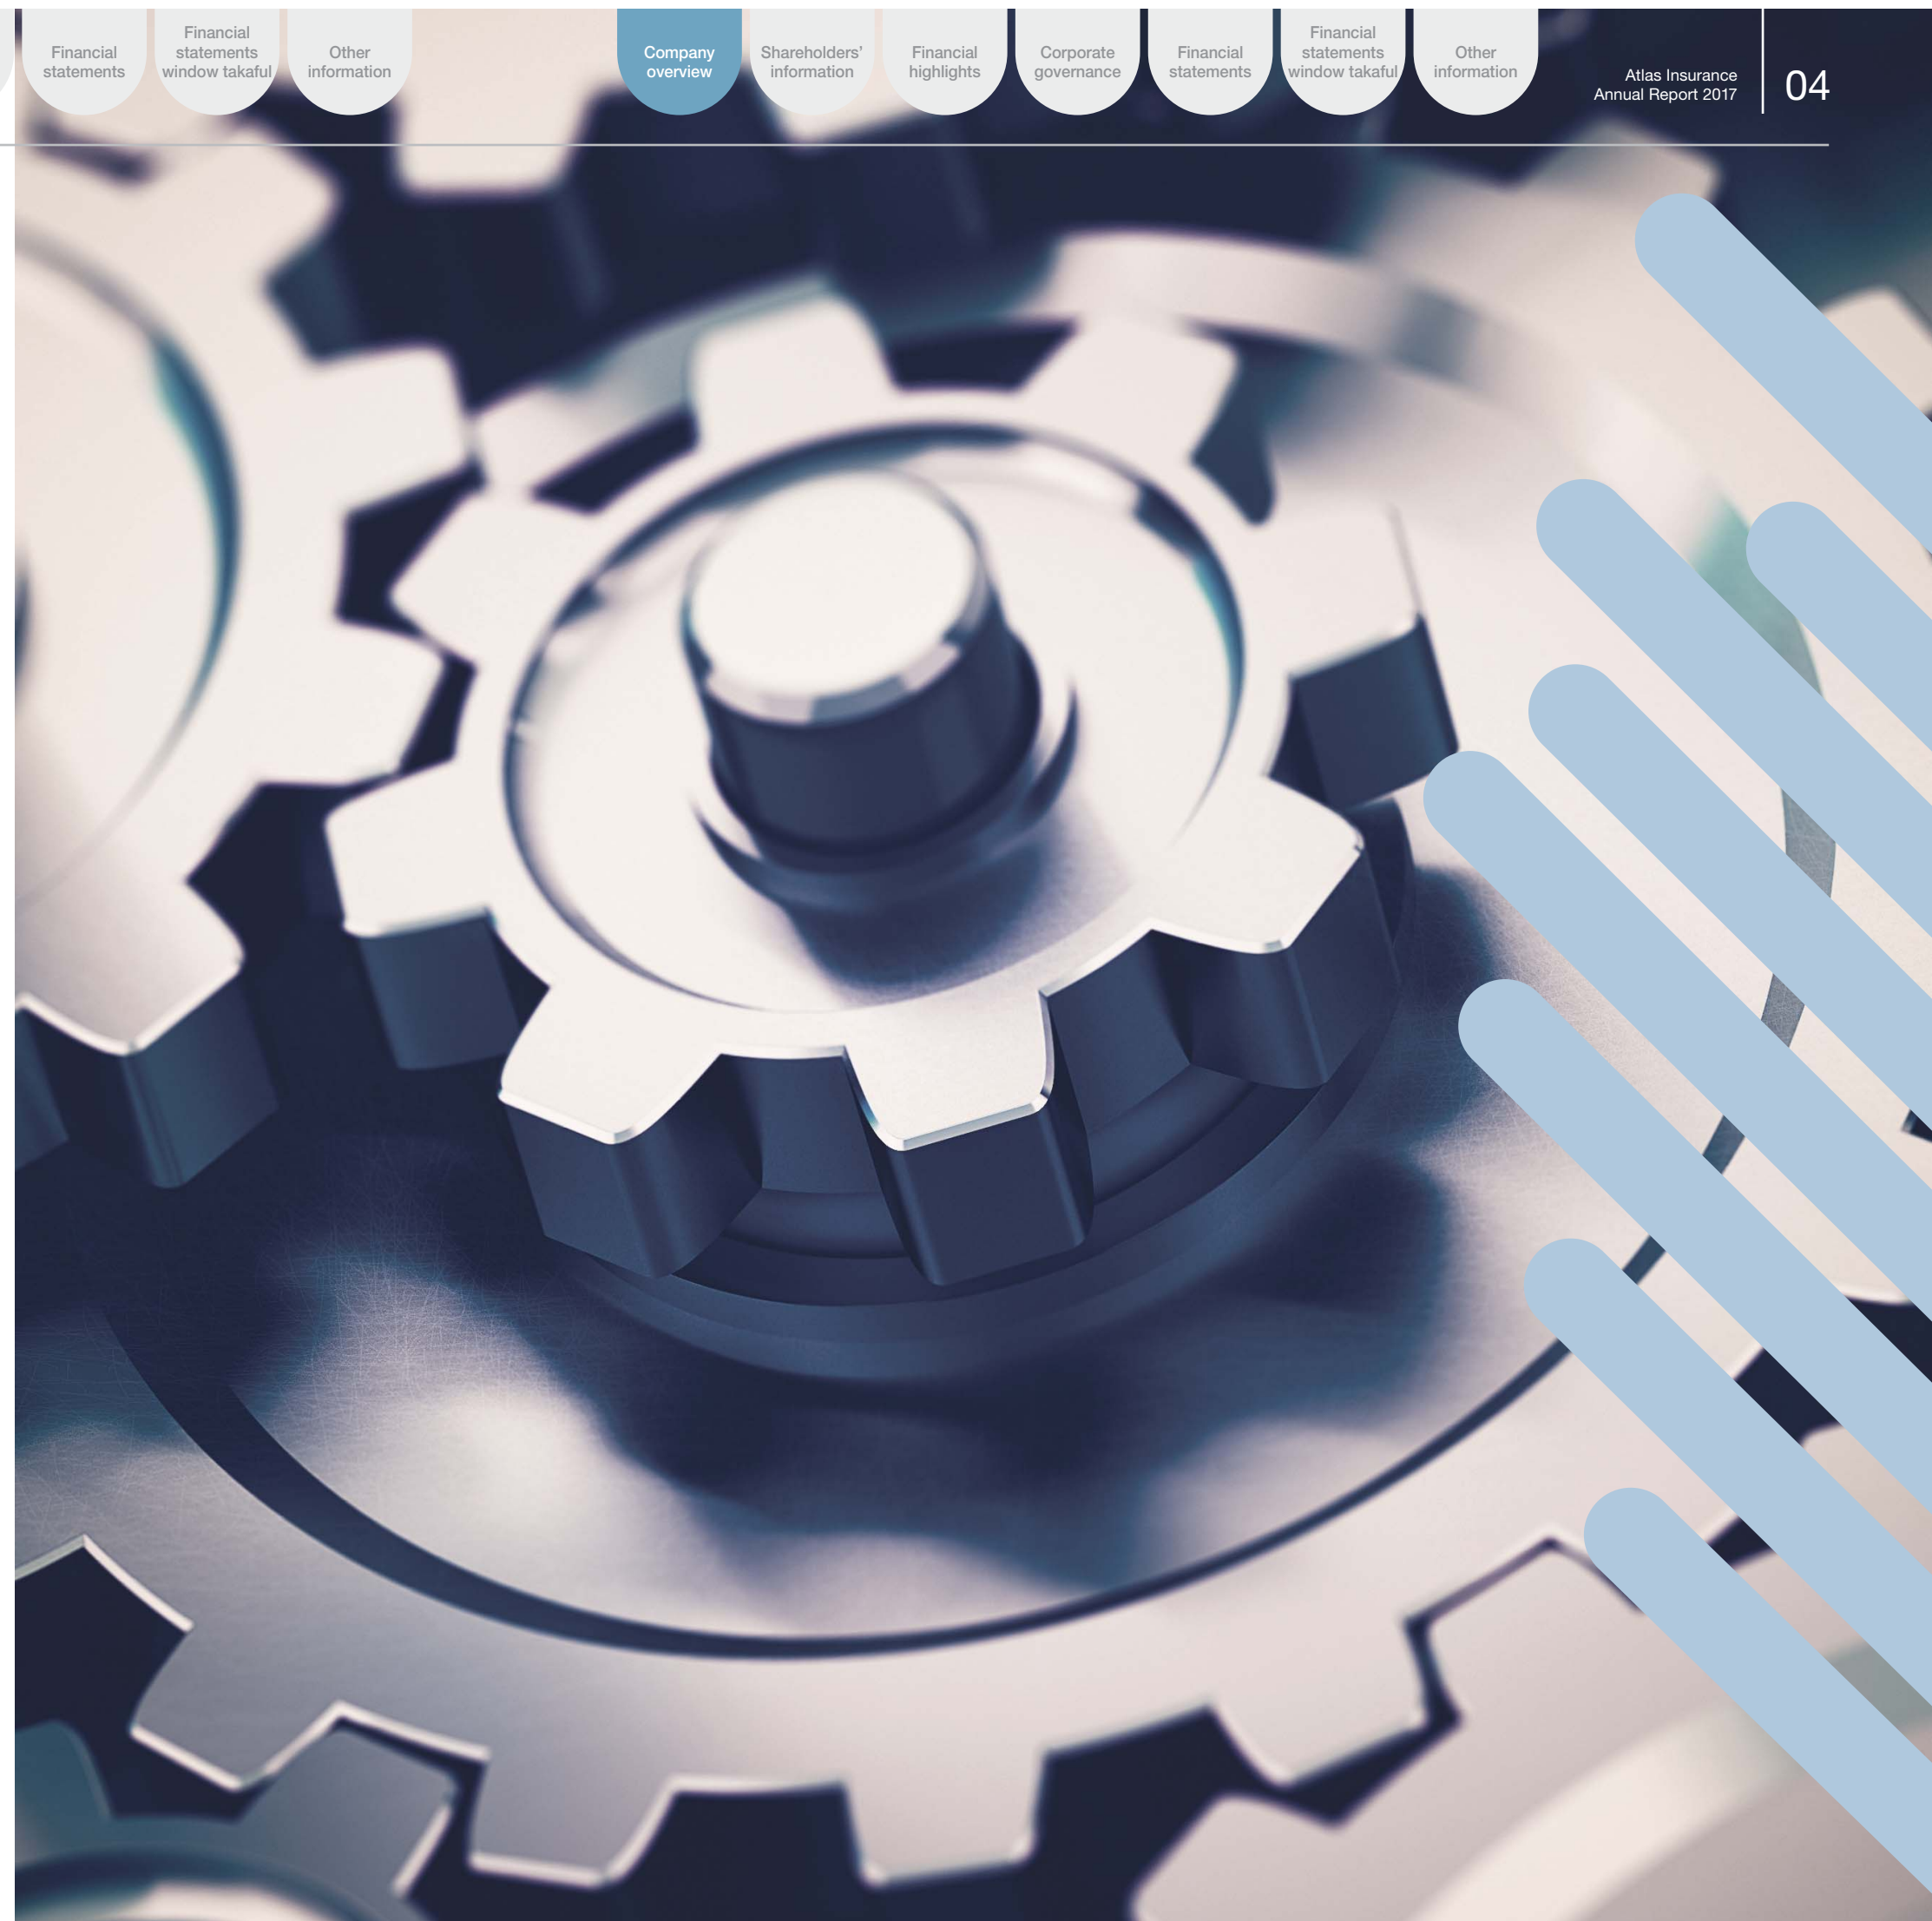 Financial
statements
Financial
statements
window takaful
Other
information
Company
overview
Shareholders’
information
Financial
highlights
Corporate
governance
Financial
statements
Financial
statements
window takaful
Other
information
Atlas Insurance
Annual Report 2017
04